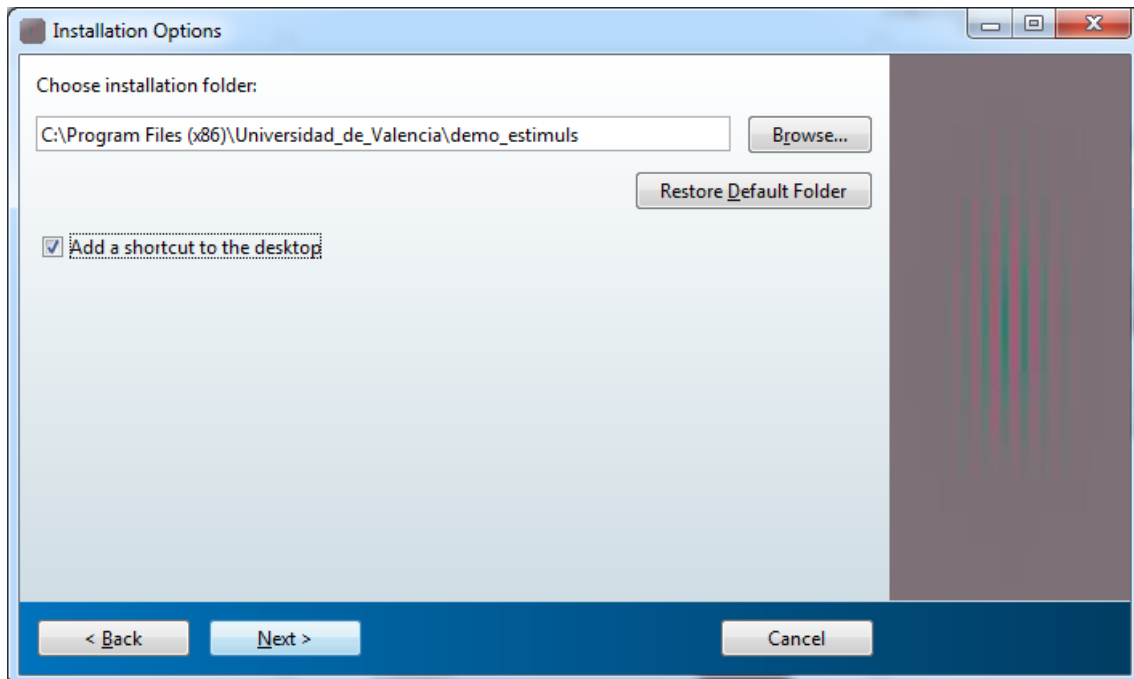 Installation Options
Choose installation folder:
C:\Program Files (x86)\Universidad_de_Valencia\demo_estimuls
Browse...
Restore Default Folder
Add a shortcut to the desktop
< Back Next > Cancel